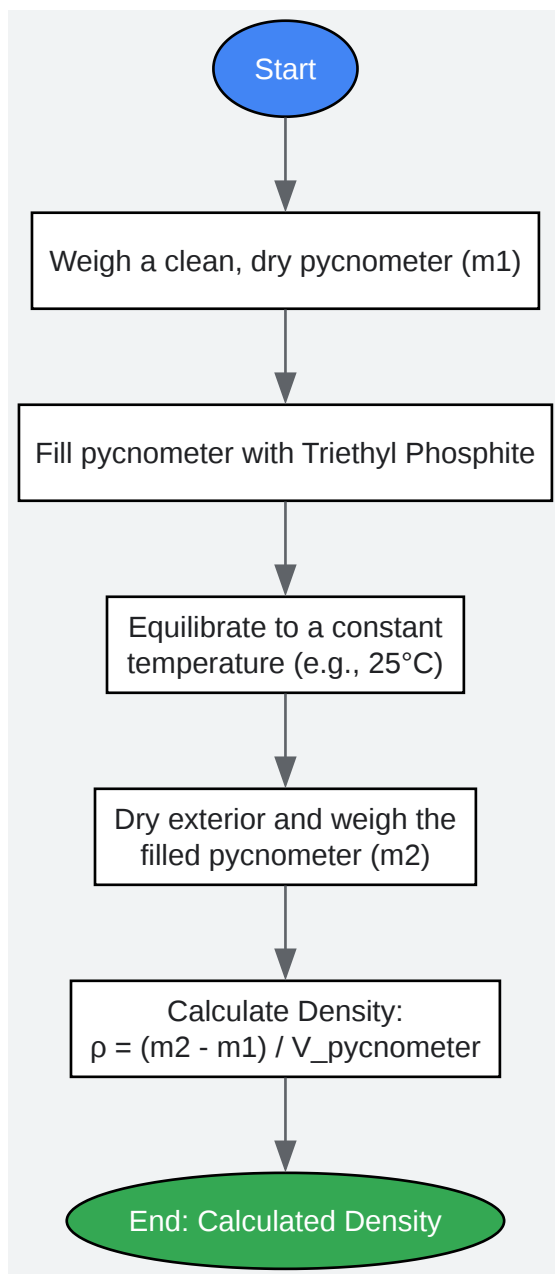 Start
Weigh a clean, dry pycnometer (m1)
Fill pycnometer with Triethyl Phosphite
Equilibrate to a constant
temperature (e.g., 25°C)
Dry exterior and weigh the
filled pycnometer (m2)
Calculate Density:
ρ = (m2 - m1) / V_pycnometer
End: Calculated Density